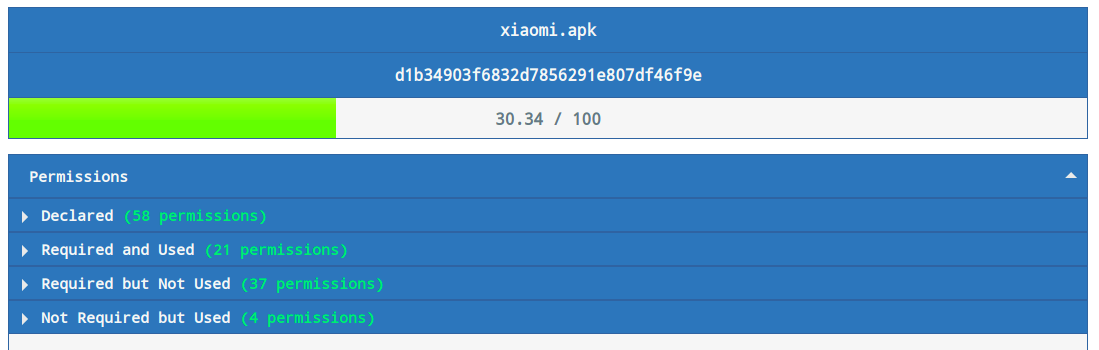 xiaomi.apk
d1b34903f6832d7856291e807df46f9e
30.34 / 100
Permissions
Declared (58 permissions)
Required and Used (21 permissions)
Required but Not Used (37 permissions)
Not Required but Used (4 permissions)